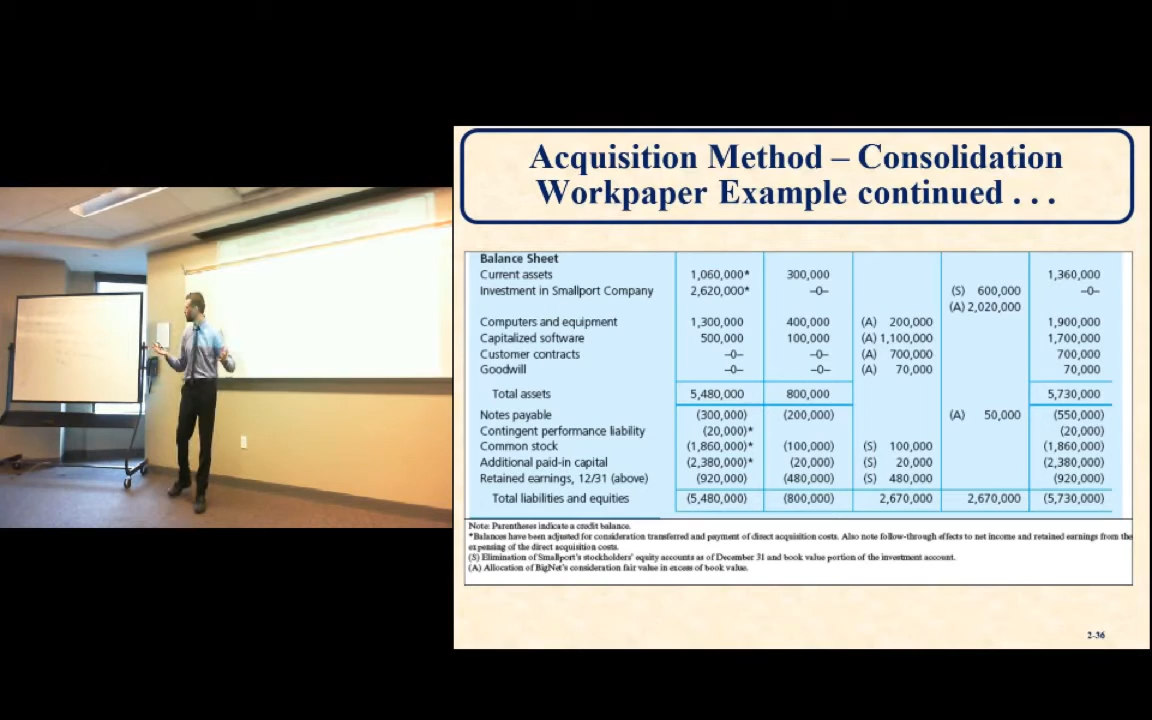 Acquisition Method – Consolidation
Workpaper Example continued . . .
Balance Sheet
Current assets 1,060,000* 300,000 1,360,000
Investment in Smallport Company 2,620,000* –0– (S) 600,000 –0–
(A) 2,020,000
Computers and equipment 1,300,000 400,000 (A) 200,000 1,900,000
Capitalized software 500,000 100,000 (A) 1,100,000 1,700,000
Customer contracts –0– –0– (A) 700,000 700,000
Goodwill –0– –0– (A) 70,000 70,000
Total assets 5,480,000 800,000 5,730,000
Notes payable (300,000) (200,000) (A) 50,000 (550,000)
Contingent performance liability (20,000)* (20,000)
Common stock (1,860,000)* (100,000) (S) 100,000 (1,860,000)
Additional paid-in capital (2,380,000)* (20,000) (S) 20,000 (2,380,000)
Retained earnings, 12/31 (above) (920,000) (480,000) (S) 480,000 (920,000)
Total liabilities and equities (5,480,000) (800,000) 2,670,000 2,670,000 (5,730,000)
Note: Parentheses indicate a credit balance.
*Balances have been adjusted for consideration transferred and payment of direct acquisition costs. Also note follow-through effects to net income and retained earnings from the
expensing of the direct acquisition costs.
(S) Elimination of Smallport's stockholders' equity accounts as of December 31 and book value portion of the investment account.
(A) Allocation of BigNet's consideration fair value in excess of book value.
2-36